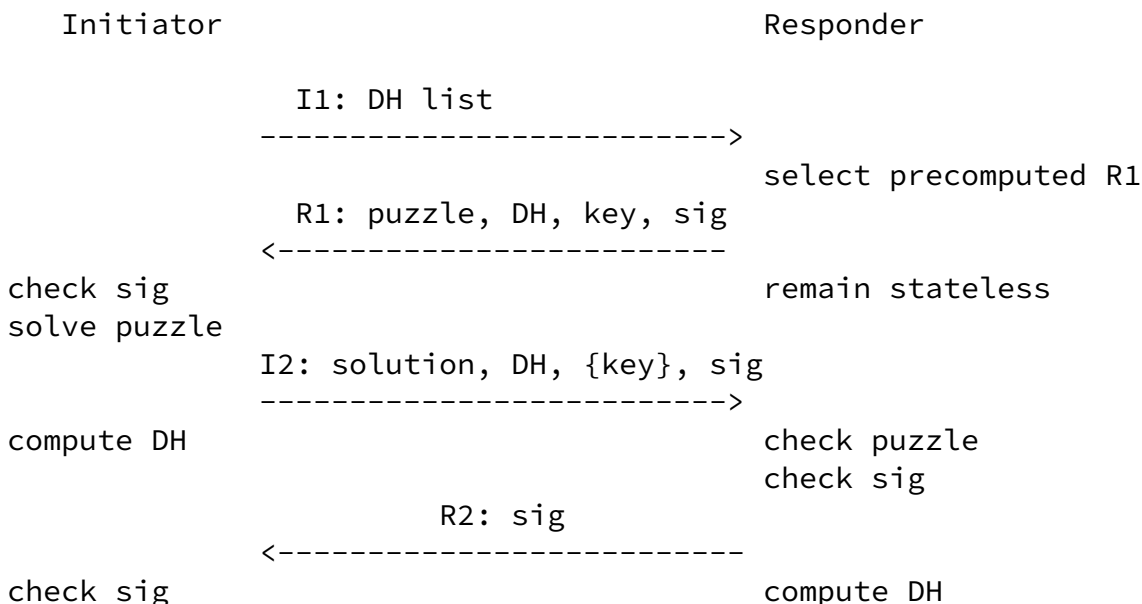 Initiator Responder
I1: DH list
-------------------------->
select precomputed R1
R1: puzzle, DH, key, sig
<-------------------------
check sig remain stateless
solve puzzle
I2: solution, DH, {key}, sig
-------------------------->
compute DH check puzzle
check sig
R2: sig
<--------------------------
check sig compute DH